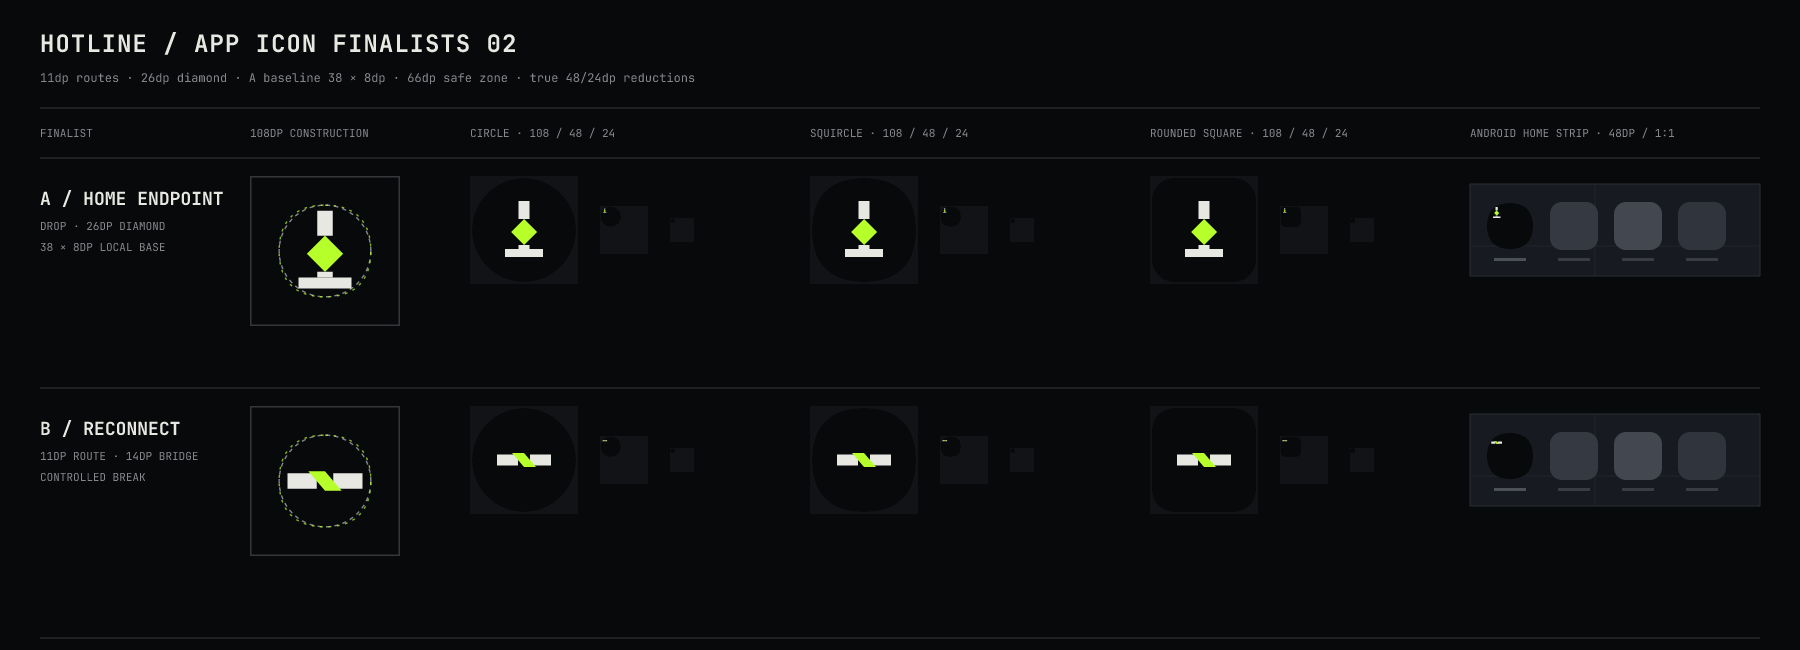 HOTLINE / APP ICON FINALISTS 02
11dp routes · 26dp diamond · A baseline 38 × 8dp · 66dp safe zone · true 48/24dp reductions
FINALIST
108DP CONSTRUCTION
CIRCLE · 108 / 48 / 24
SQUIRCLE · 108 / 48 / 24
ROUNDED SQUARE · 108 / 48 / 24
ANDROID HOME STRIP · 48DP / 1:1
A / HOME ENDPOINT
DROP · 26DP DIAMOND
38 × 8DP LOCAL BASE
B / RECONNECT
11DP ROUTE · 14DP BRIDGE
CONTROLLED BREAK